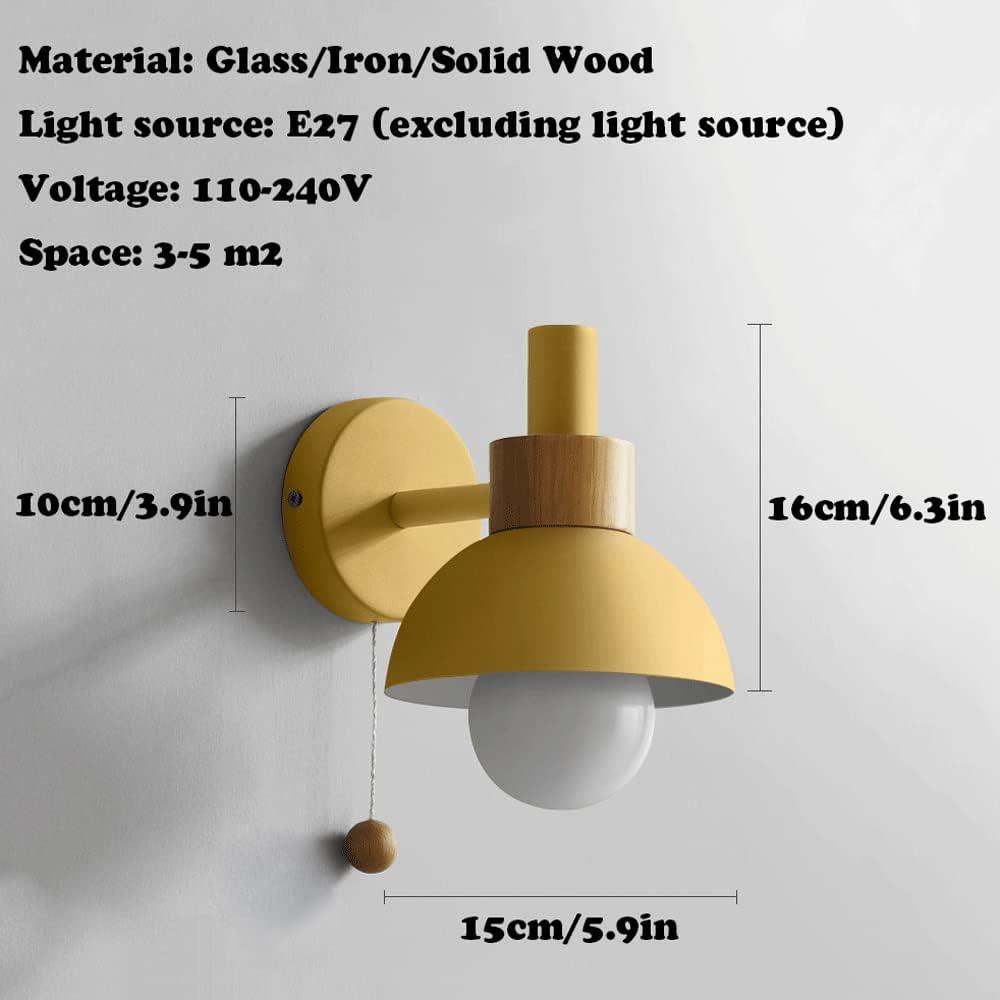 Material: Glass/Iron/Solid Wood
Light source: E27 (excluding light source)
Voltage: 110-240V
Space: 3-5 m2
10cm/3.9in
16cm/6.3in
15cm/5.9in